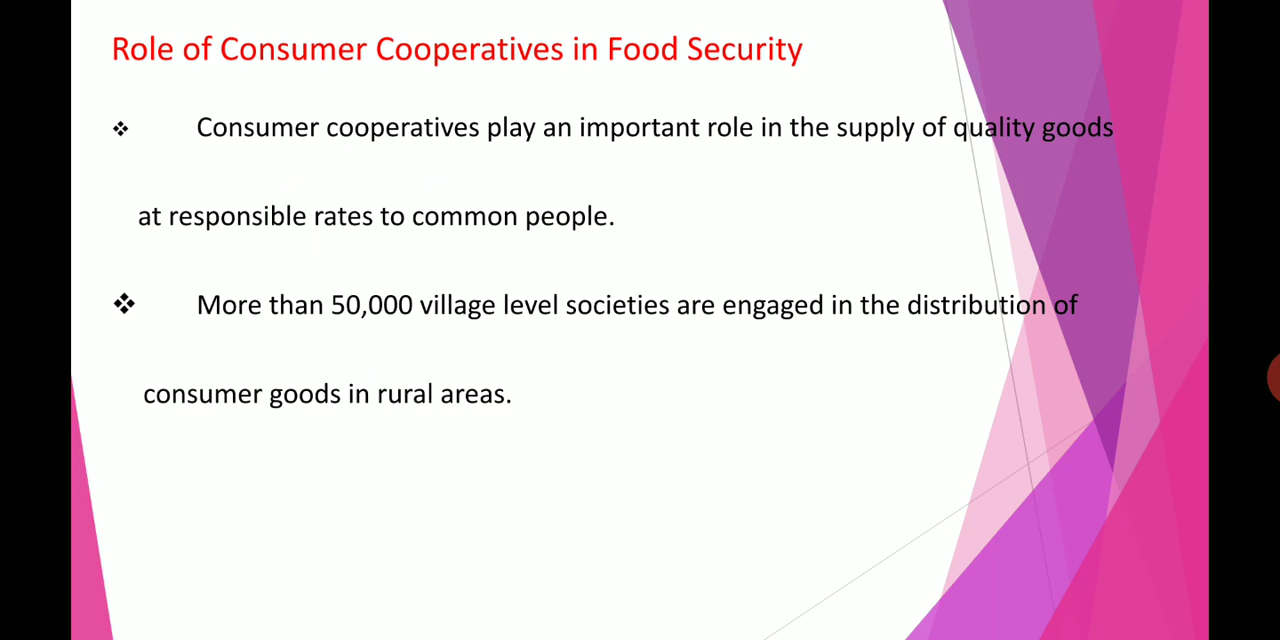 Role of Consumer Cooperatives in Food Security
❖ Consumer cooperatives play an important role in the supply of quality goods
at responsible rates to common people.
❖ More than 50,000 village level societies are engaged in the distribution of
consumer goods in rural areas.